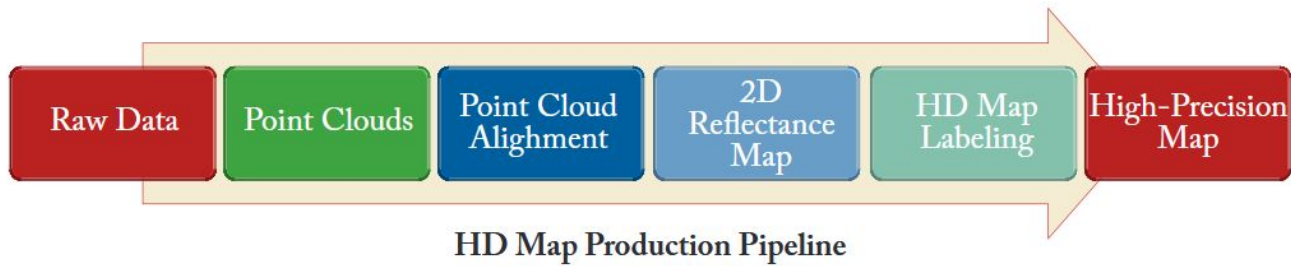 Raw Data
Point Clouds
Point Cloud
Alighment
2D
Reflectance
Map
HD Map
Labeling
High-Precision
Map
HD Map Production Pipeline